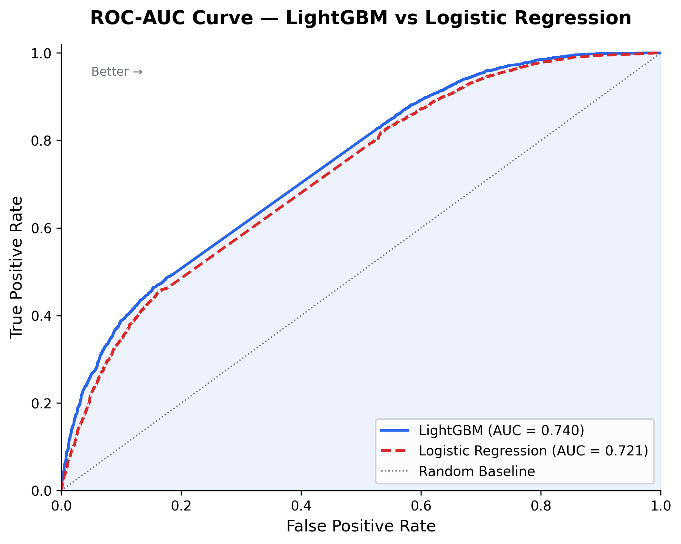 ROC-AUC Curve — LightGBM vs Logistic Regression
1.0
Better →
0.8
0.6
True Positive Rate
0.4
0.2
0.0
LightGBM (AUC = 0.740)
Logistic Regression (AUC = 0.721)
Random Baseline
0.0 0.2 0.4 0.6 0.8 1.0
False Positive Rate